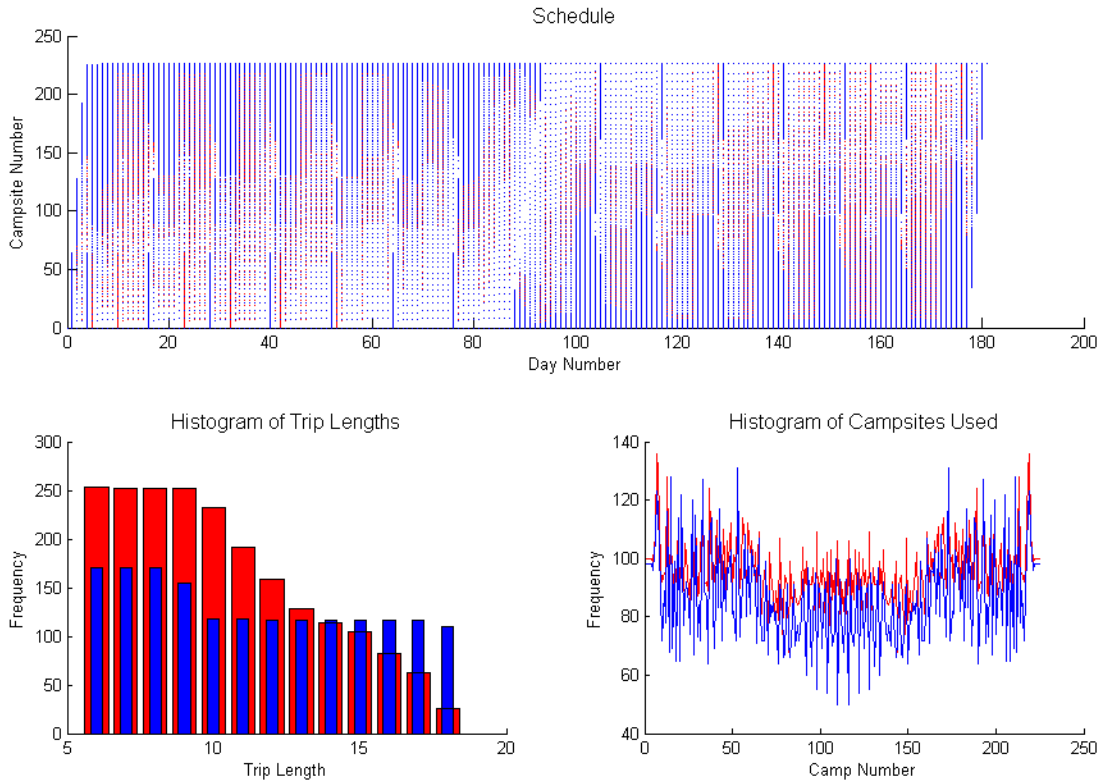 Schedule
250
200
150
100
50
0
Campsite Number
0 20 40 60 80 100 120 140 160 180 200
Day Number
Histogram of Trip Lengths
300
250
200
150
100
50
0
Frequency
5 10 15 20
Trip Length
Histogram of Campsites Used
140
120
100
80
60
40
Frequency
0 50 100 150 200 250
Camp Number